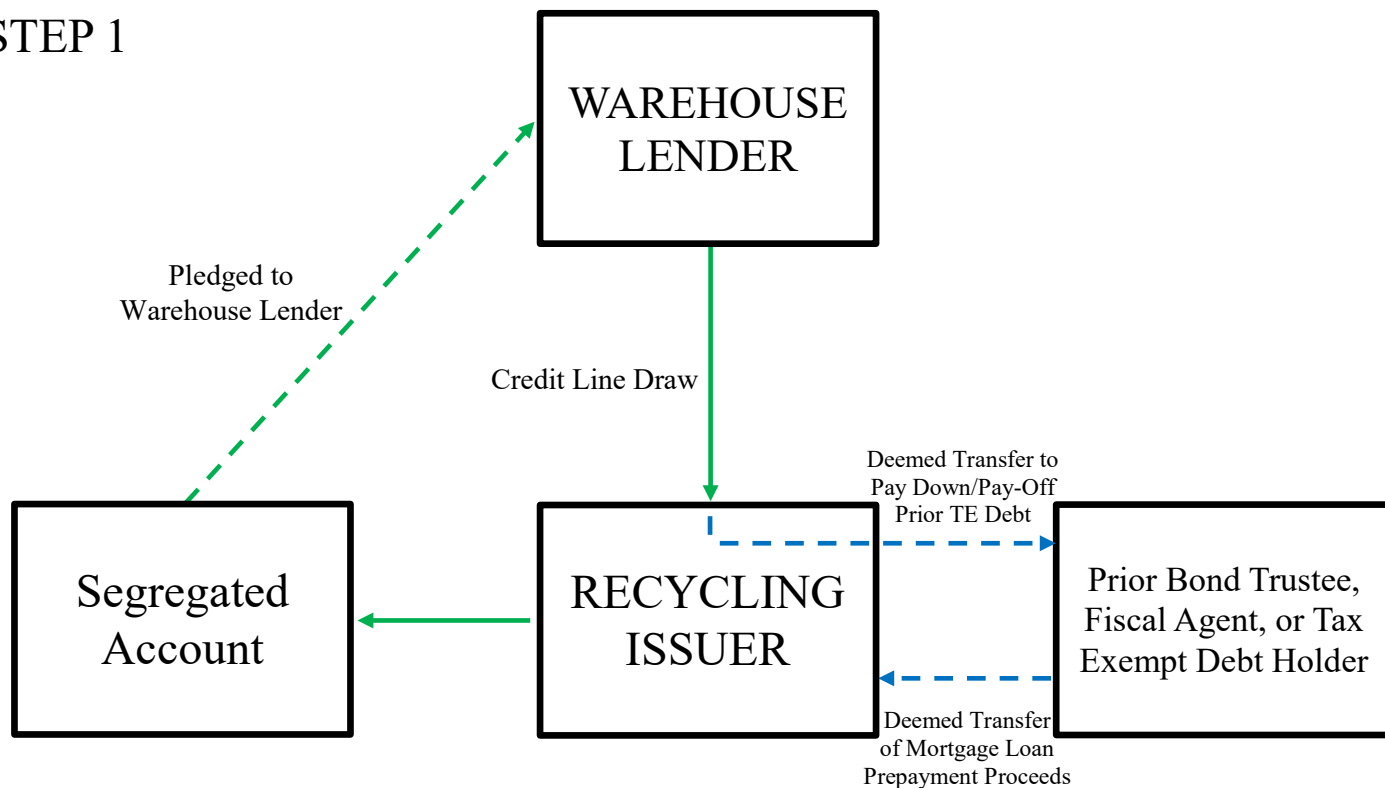 STEP 1
WAREHOUSE
LENDER
Pledged to
Warehouse Lender
Credit Line Draw
Deemed Transfer to
Pay Down/Pay-Off
Prior TE Debt
Segregated
Account
RECYCLING
ISSUER
Prior Bond Trustee,
Fiscal Agent, or Tax
Exempt Debt Holder
Deemed Transfer
of Mortgage Loan
Prepayment Proceeds